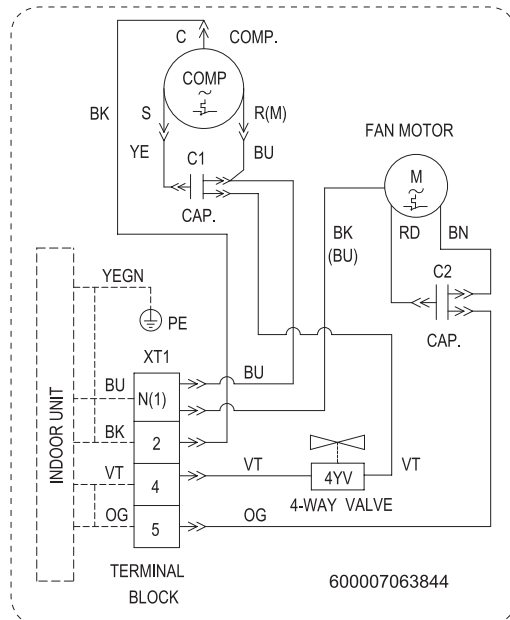 C
COMP.
COMP
~
BK
S
R(M)
YE
C1
BU
CAP.
FAN MOTOR
M
~
BK
(BU)
RD
BN
C2
CAP.
YEGN
PE
XT1
INDOOR UNIT
BU
N(1)
BU
BK
2
VT
4
VT
4YV
VT
4-WAY VALVE
OG
5
OG
TERMINAL
BLOCK
600007063844